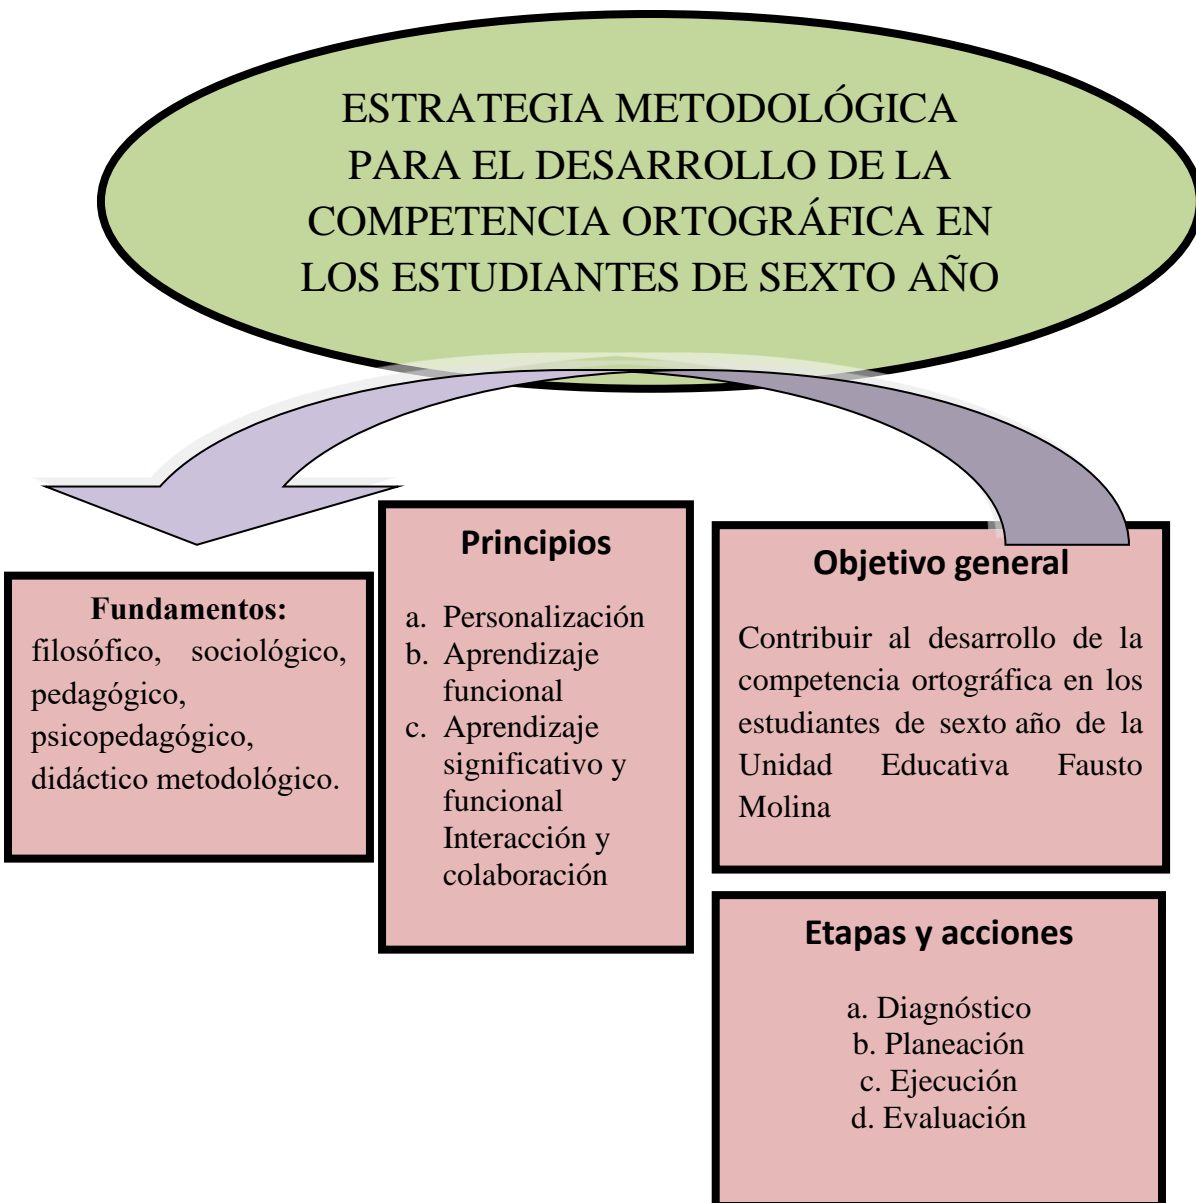 ESTRATEGIA METODOLÓGICA
PARA EL DESARROLLO DE LA
COMPETENCIA ORTOGRÁFICA EN
LOS ESTUDIANTES DE SEXTO AÑO
Fundamentos:
filosófico, sociológico,
pedagógico,
psicopedagógico,
didáctico metodológico.
Principios
a. Personalización
b. Aprendizaje
funcional
c. Aprendizaje
significativo y
funcional
Interacción y
colaboración
Objetivo general
Contribuir al desarrollo de la
competencia ortográfica en los
estudiantes de sexto año de la
Unidad Educativa Fausto
Molina
Etapas y acciones
a. Diagnóstico
b. Planeación
c. Ejecución
d. Evaluación